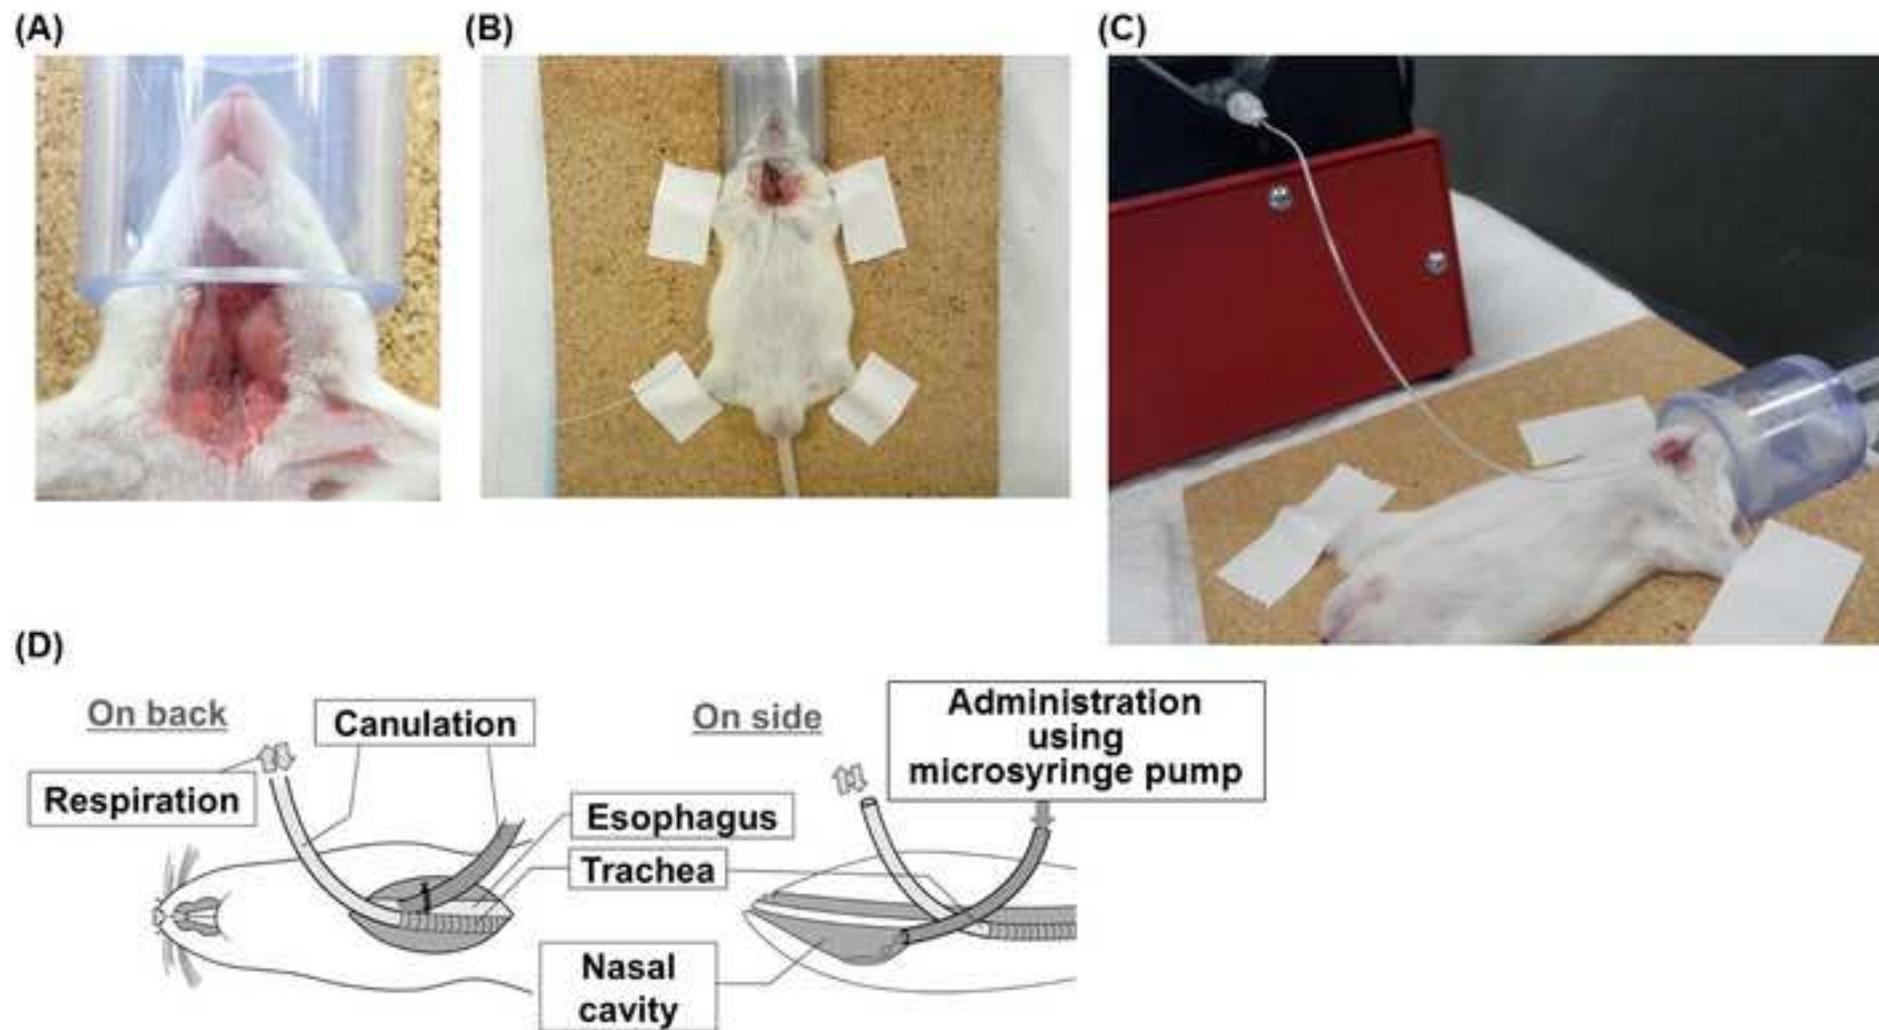 (A)
(B)
(C)
(D)
On back
Canulation
Respiration
Esophagus
Trachea
Nasal
cavity
On side
Administration
using
microsyringe pump